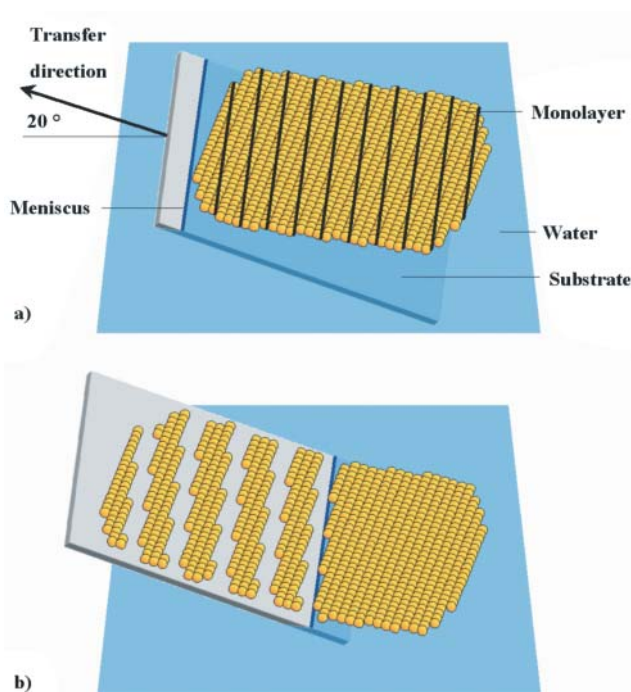 Transfer
direction
20 °
Monolayer
Meniscus
Water
Substrate
a)
b)